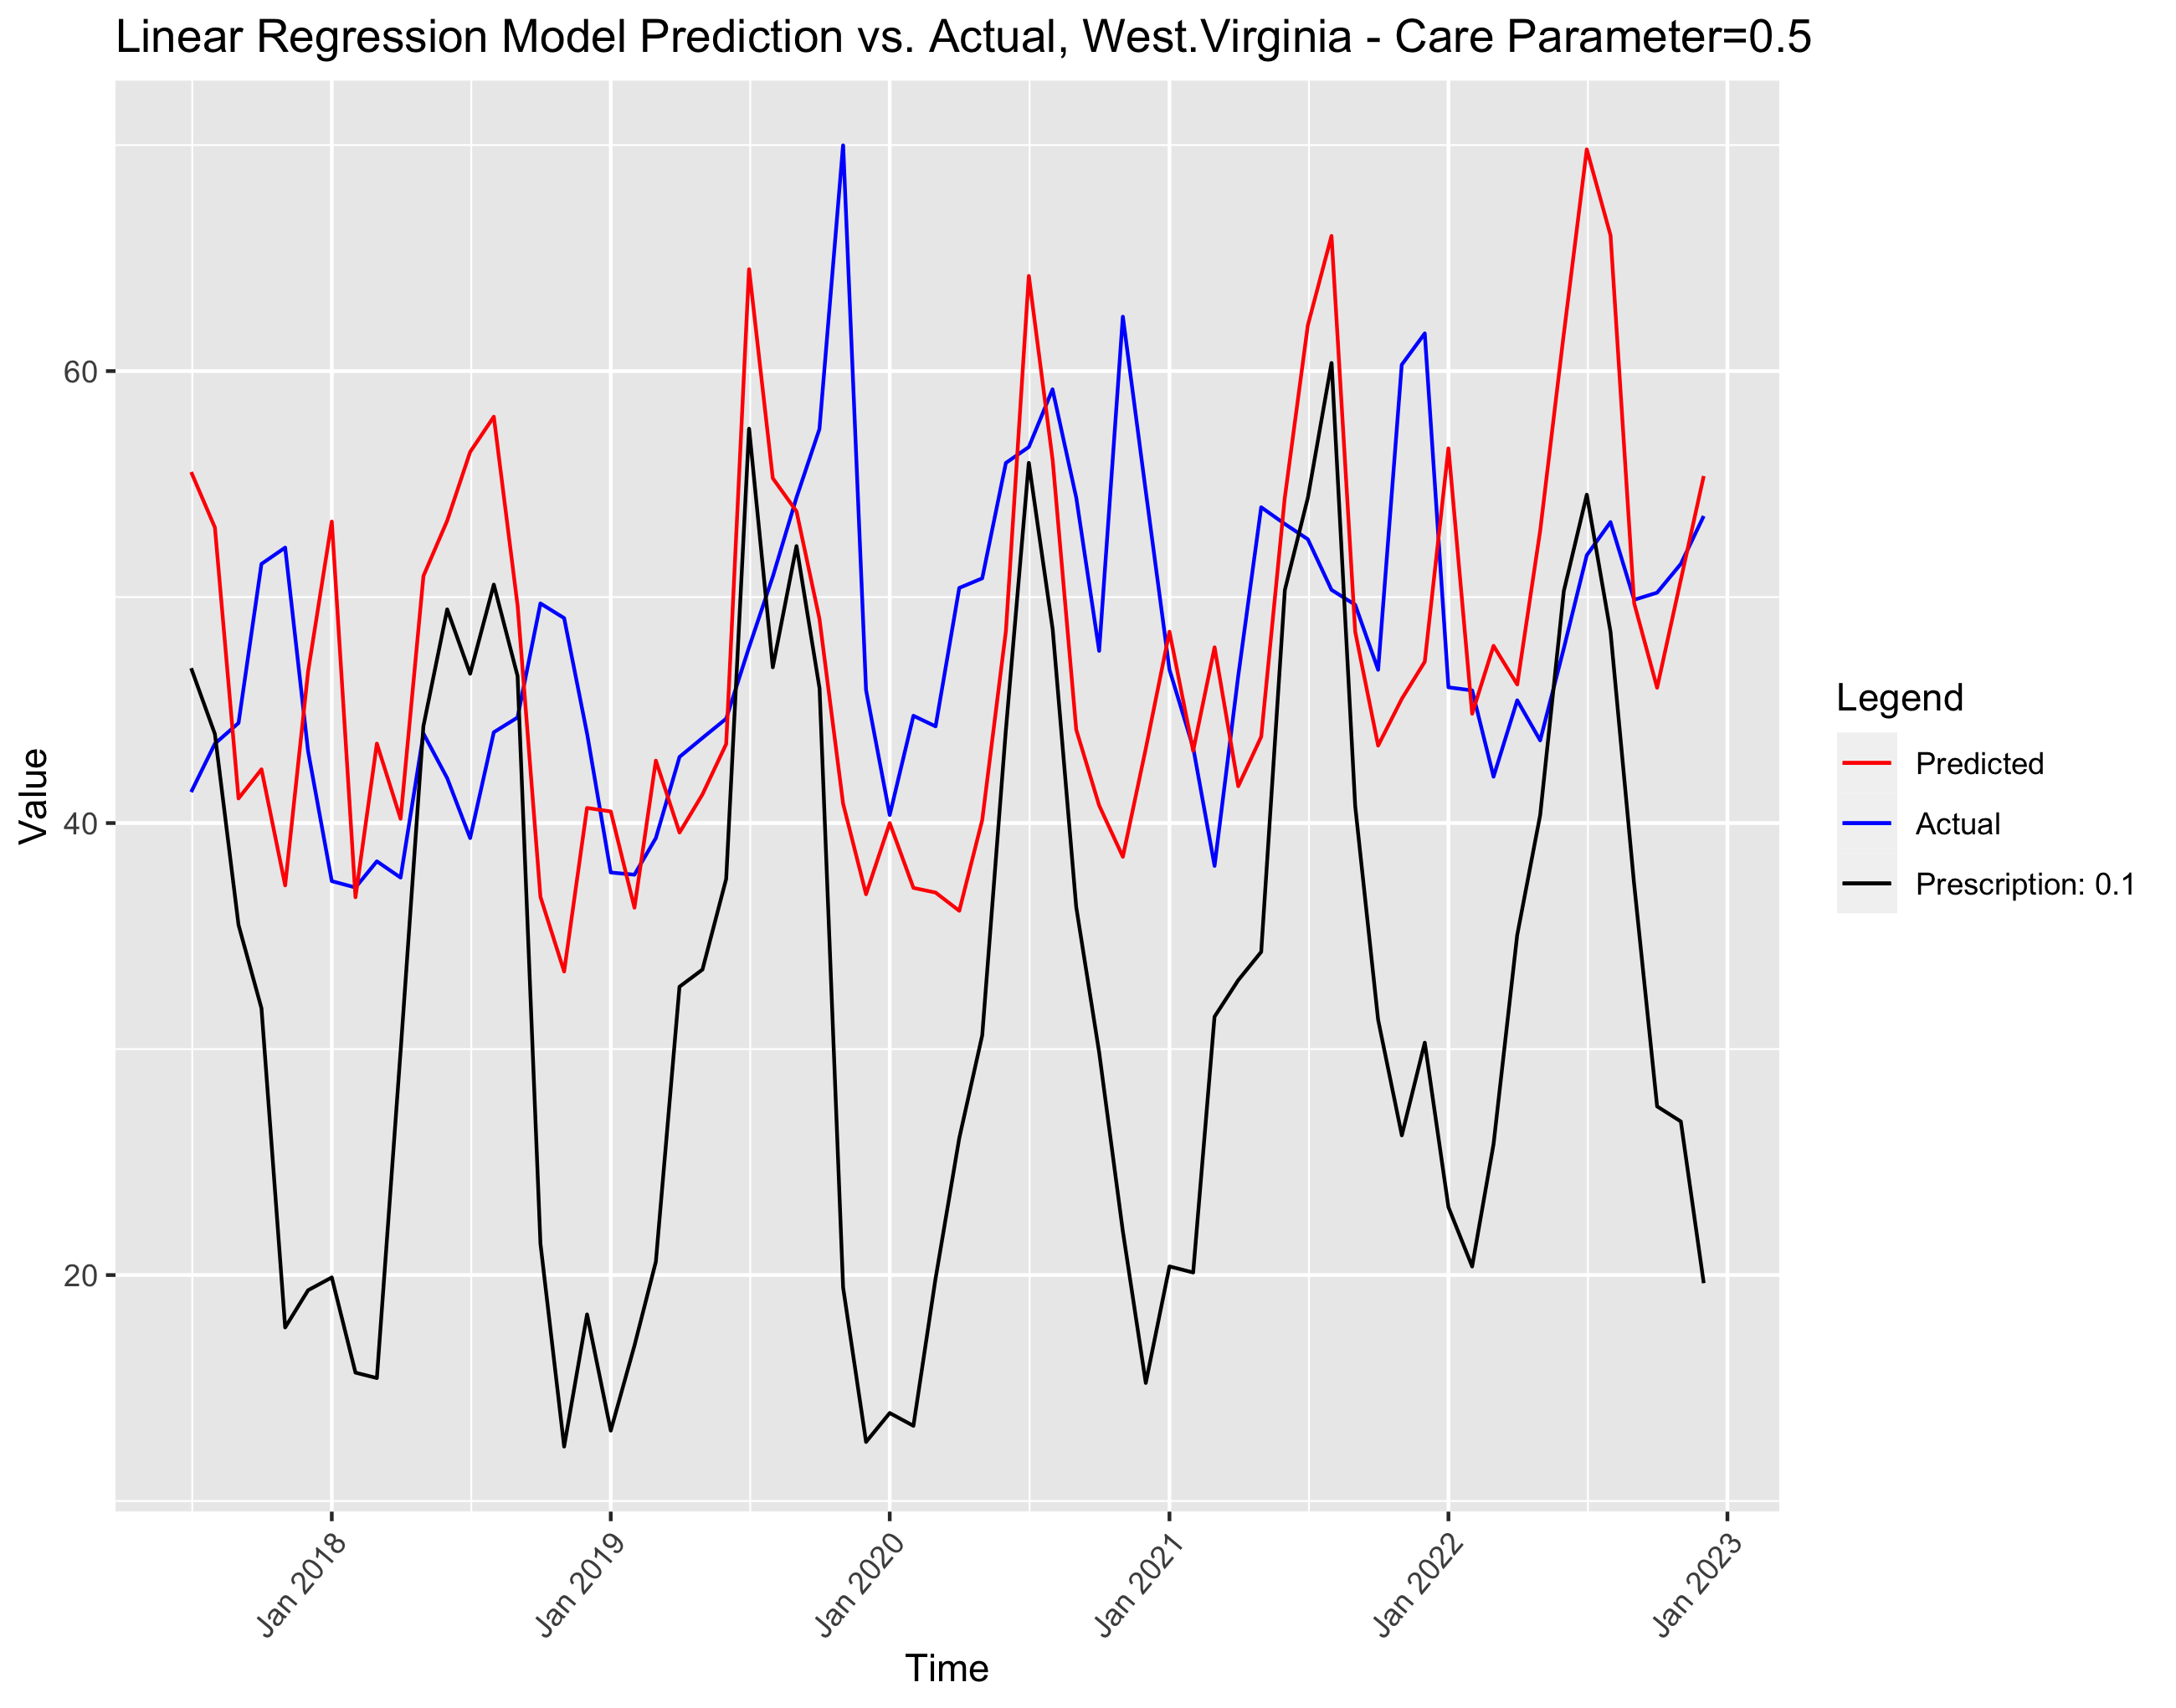 Linear Regression Model Prediction vs. Actual, West.Virginia - Care Parameter=0.5
Value
60
40
20
Jan 2018
Jan 2019
Jan 2020
Jan 2021
Jan 2022
Jan 2023
Time
Legend
Predicted
Actual
Prescription: 0.1